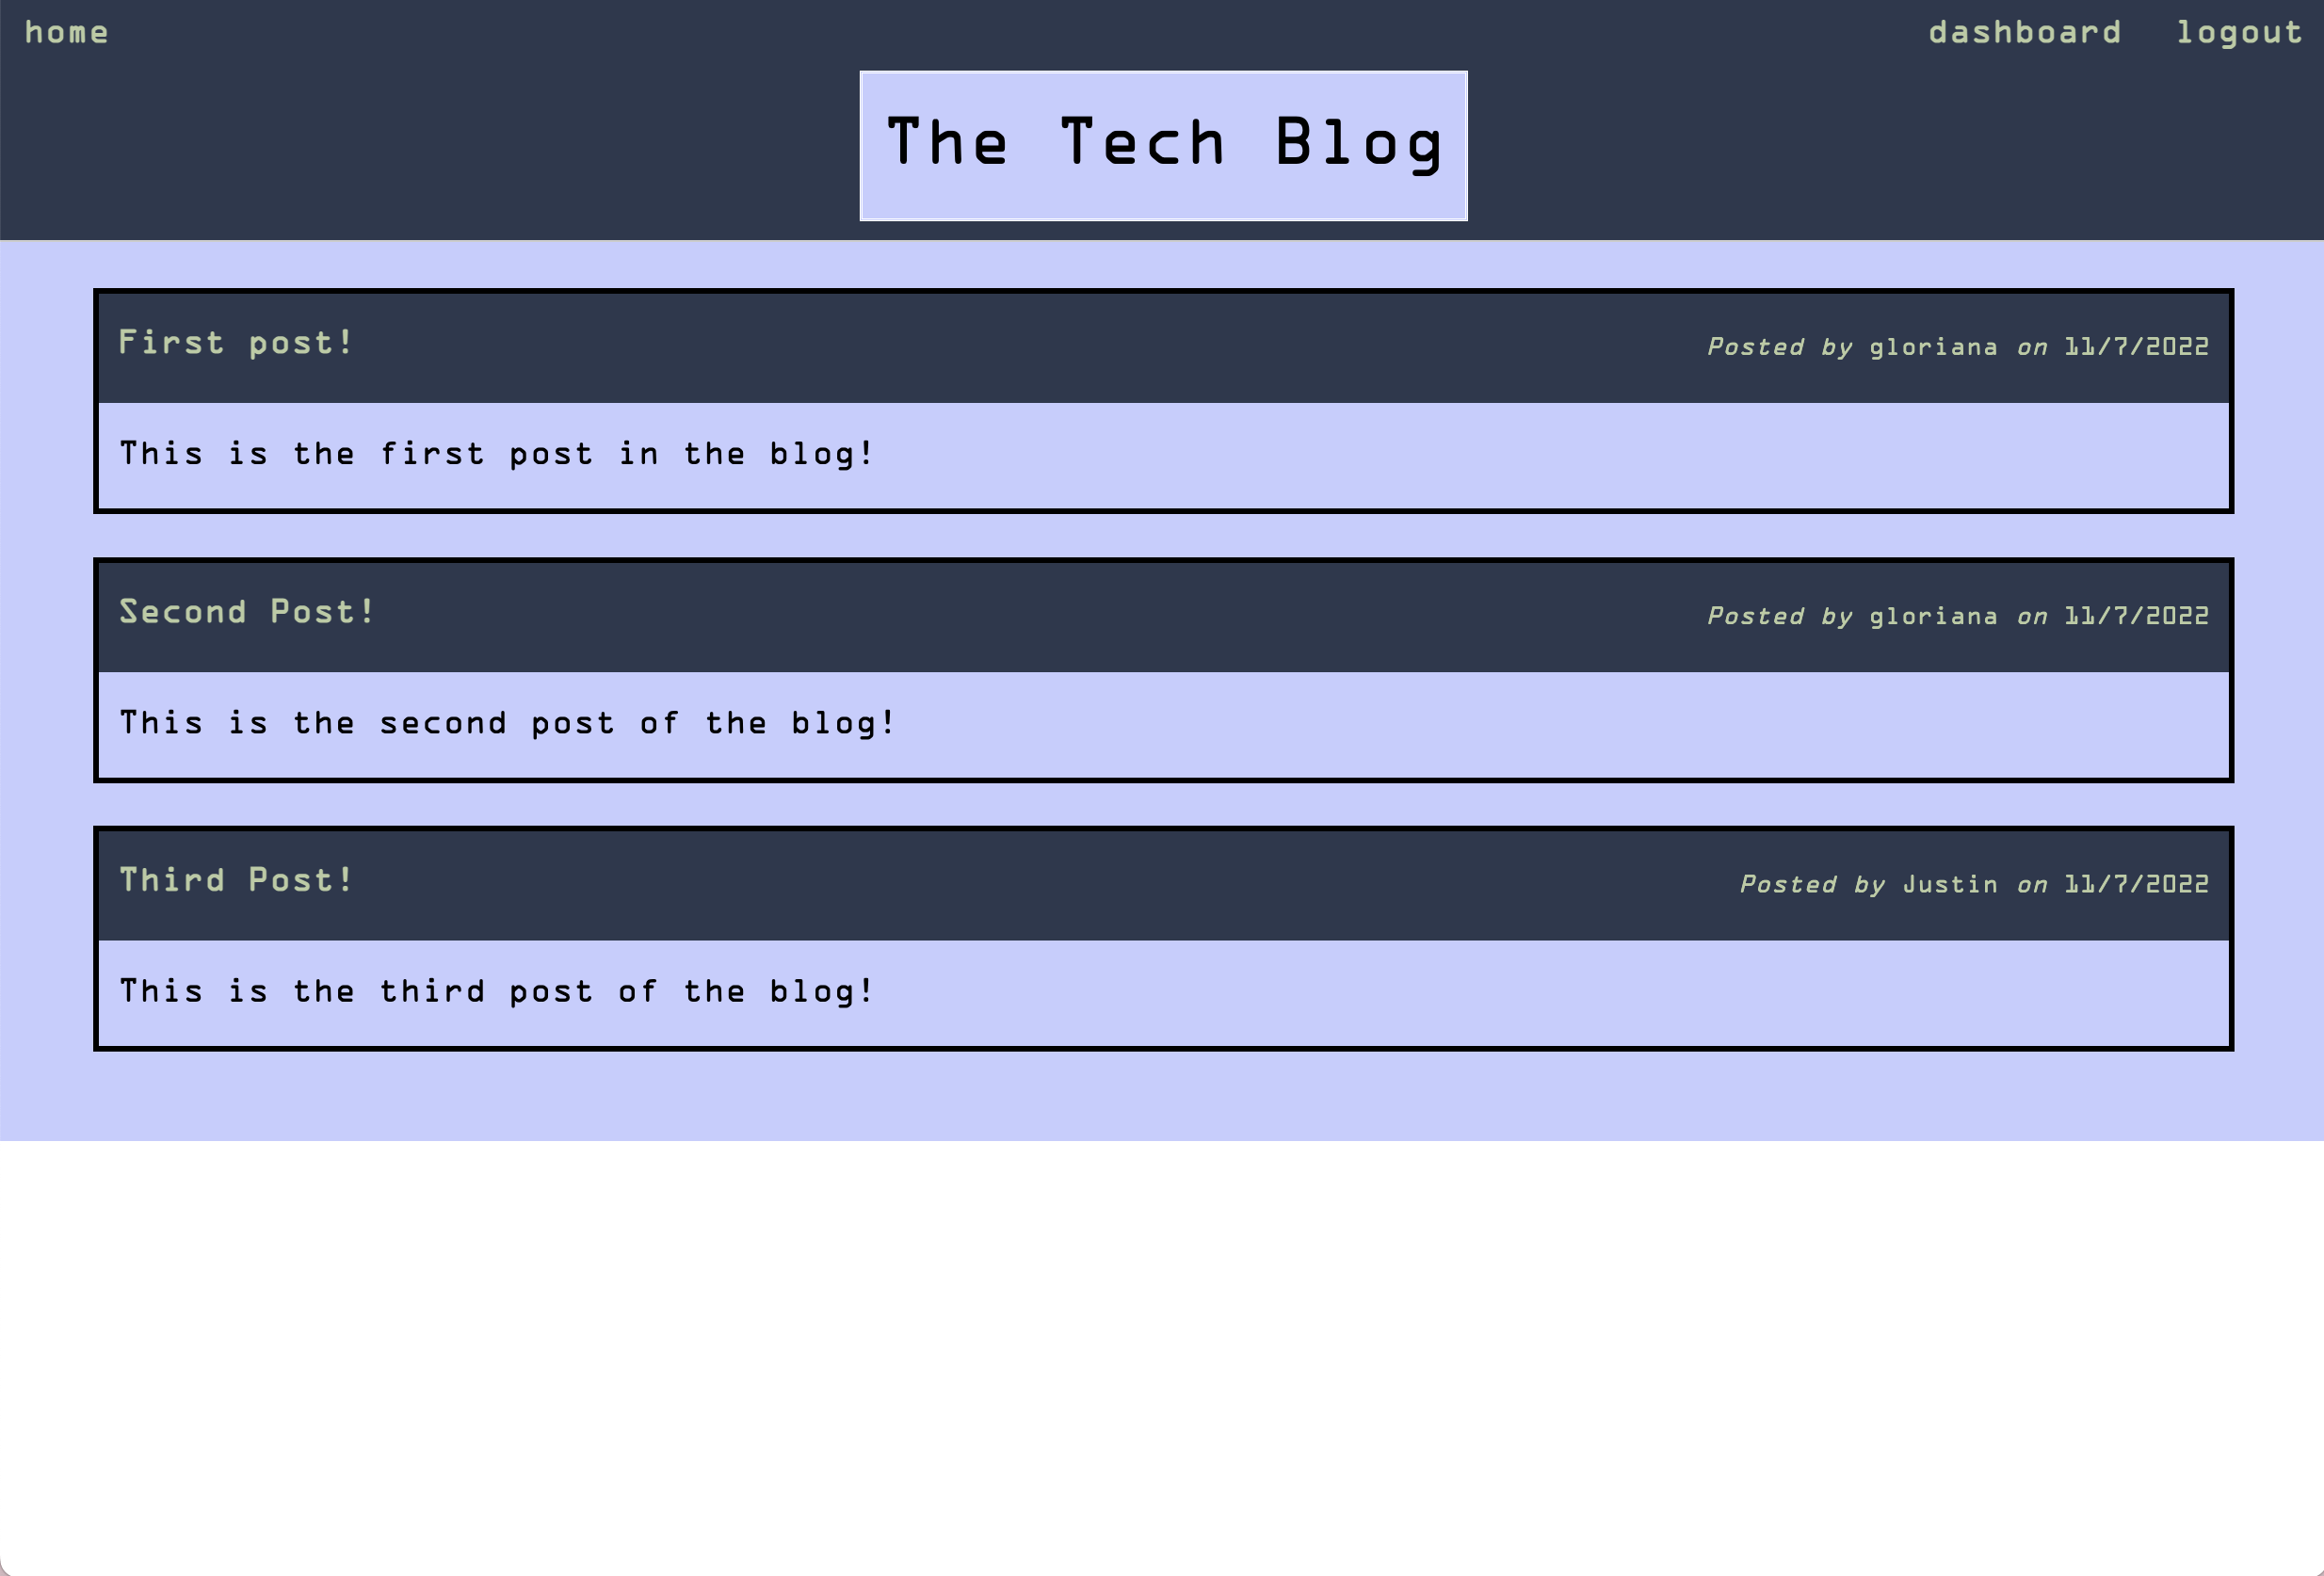 home dashboard logout
The Tech Blog
First post! Posted by gloriana on 11/7/2022
This is the first post in the blog!
Second Post! Posted by gloriana on 11/7/2022
This is the second post of the blog!
Third Post! Posted by Justin on 11/7/2022
This is the third post of the blog!